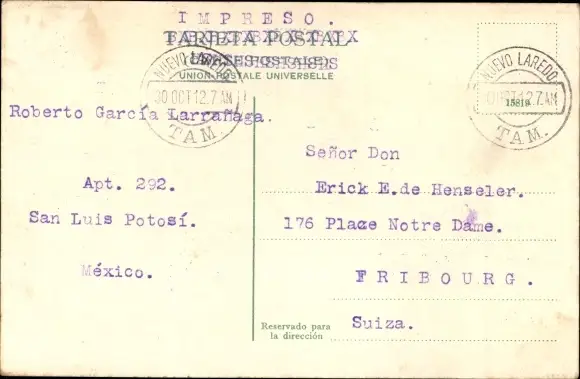 IMPRESO.
TARJETA POSTAL
UNION POSTALE UNIVERSELLE
NUEVO LAREDO
30 OCT 12. 7 AM
TAM.
NUEVO LAREDO
OCT 12. 7 AM
15819
TAM.
Roberto García Larrañaga.
Apt. 292.
San Luis Potosí.
México.
Señor Don
Erick E.de Henseler.
176 Place Notre Dame.
FRIBOURG.
Suiza.
Reservado para
la dirección